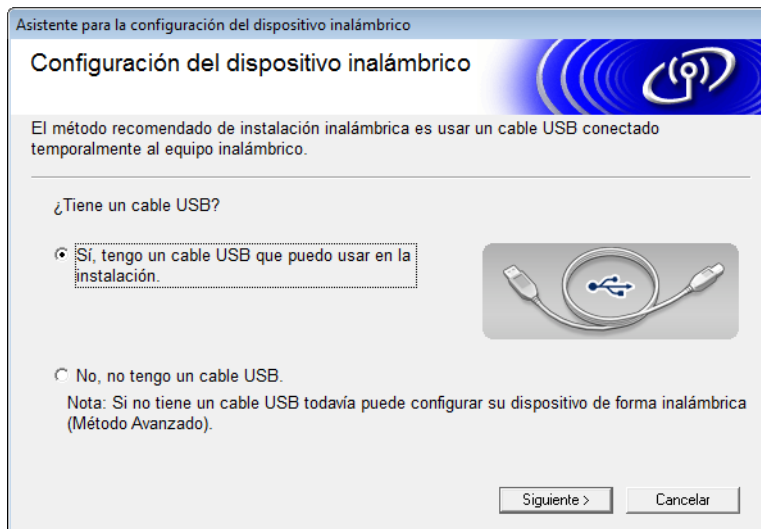 Asistente para la configuración del dispositivo inalámbrico
Configuración del dispositivo inalámbrico
El método recomendado de instalación inalámbrica es usar un cable USB conectado
temporalmente al equipo inalámbrico.
¿Tiene un cable USB?
Sí, tengo un cable USB que puedo usar en la
instalación.
No, no tengo un cable USB.
Nota: Si no tiene un cable USB todavía puede configurar su dispositivo de forma inalámbrica
(Método Avanzado).
Siguiente >
Cancelar